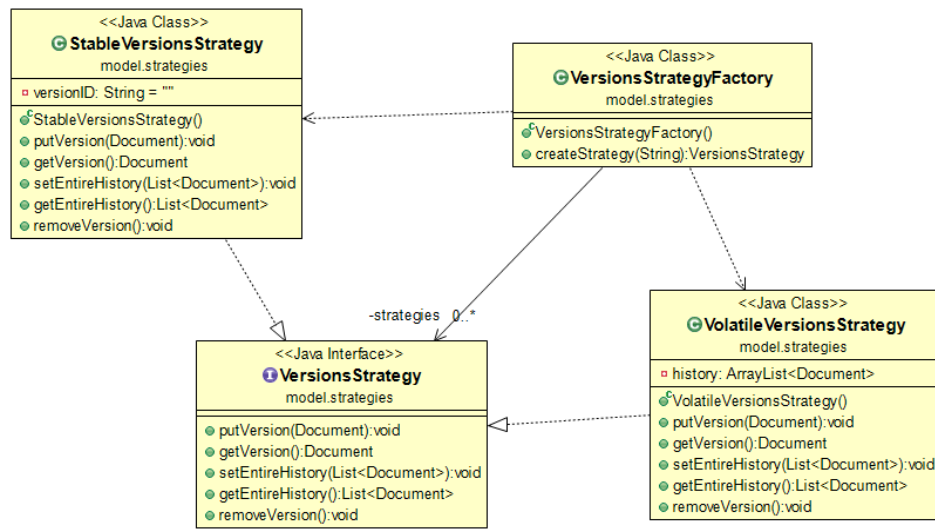 <<Java Class>>
StableVersionsStrategy
model.strategies
versionID: String = ""
StableVersionsStrategy()
putVersion(Document):void
getVersion():Document
setEntireHistory(List<Document>):void
getEntireHistory():List<Document>
removeVersion():void
<<Java Class>>
VersionsStrategyFactory
model.strategies
VersionsStrategyFactory()
createStrategy(String):VersionsStrategy
-strategies 0..*
<<Java Interface>>
VersionsStrategy
model.strategies
putVersion(Document):void
getVersion():Document
setEntireHistory(List<Document>):void
getEntireHistory():List<Document>
removeVersion():void
<<Java Class>>
VolatileVersionsStrategy
model.strategies
history: ArrayList<Document>
VolatileVersionsStrategy()
putVersion(Document):void
getVersion():Document
setEntireHistory(List<Document>):void
getEntireHistory():List<Document>
removeVersion():void